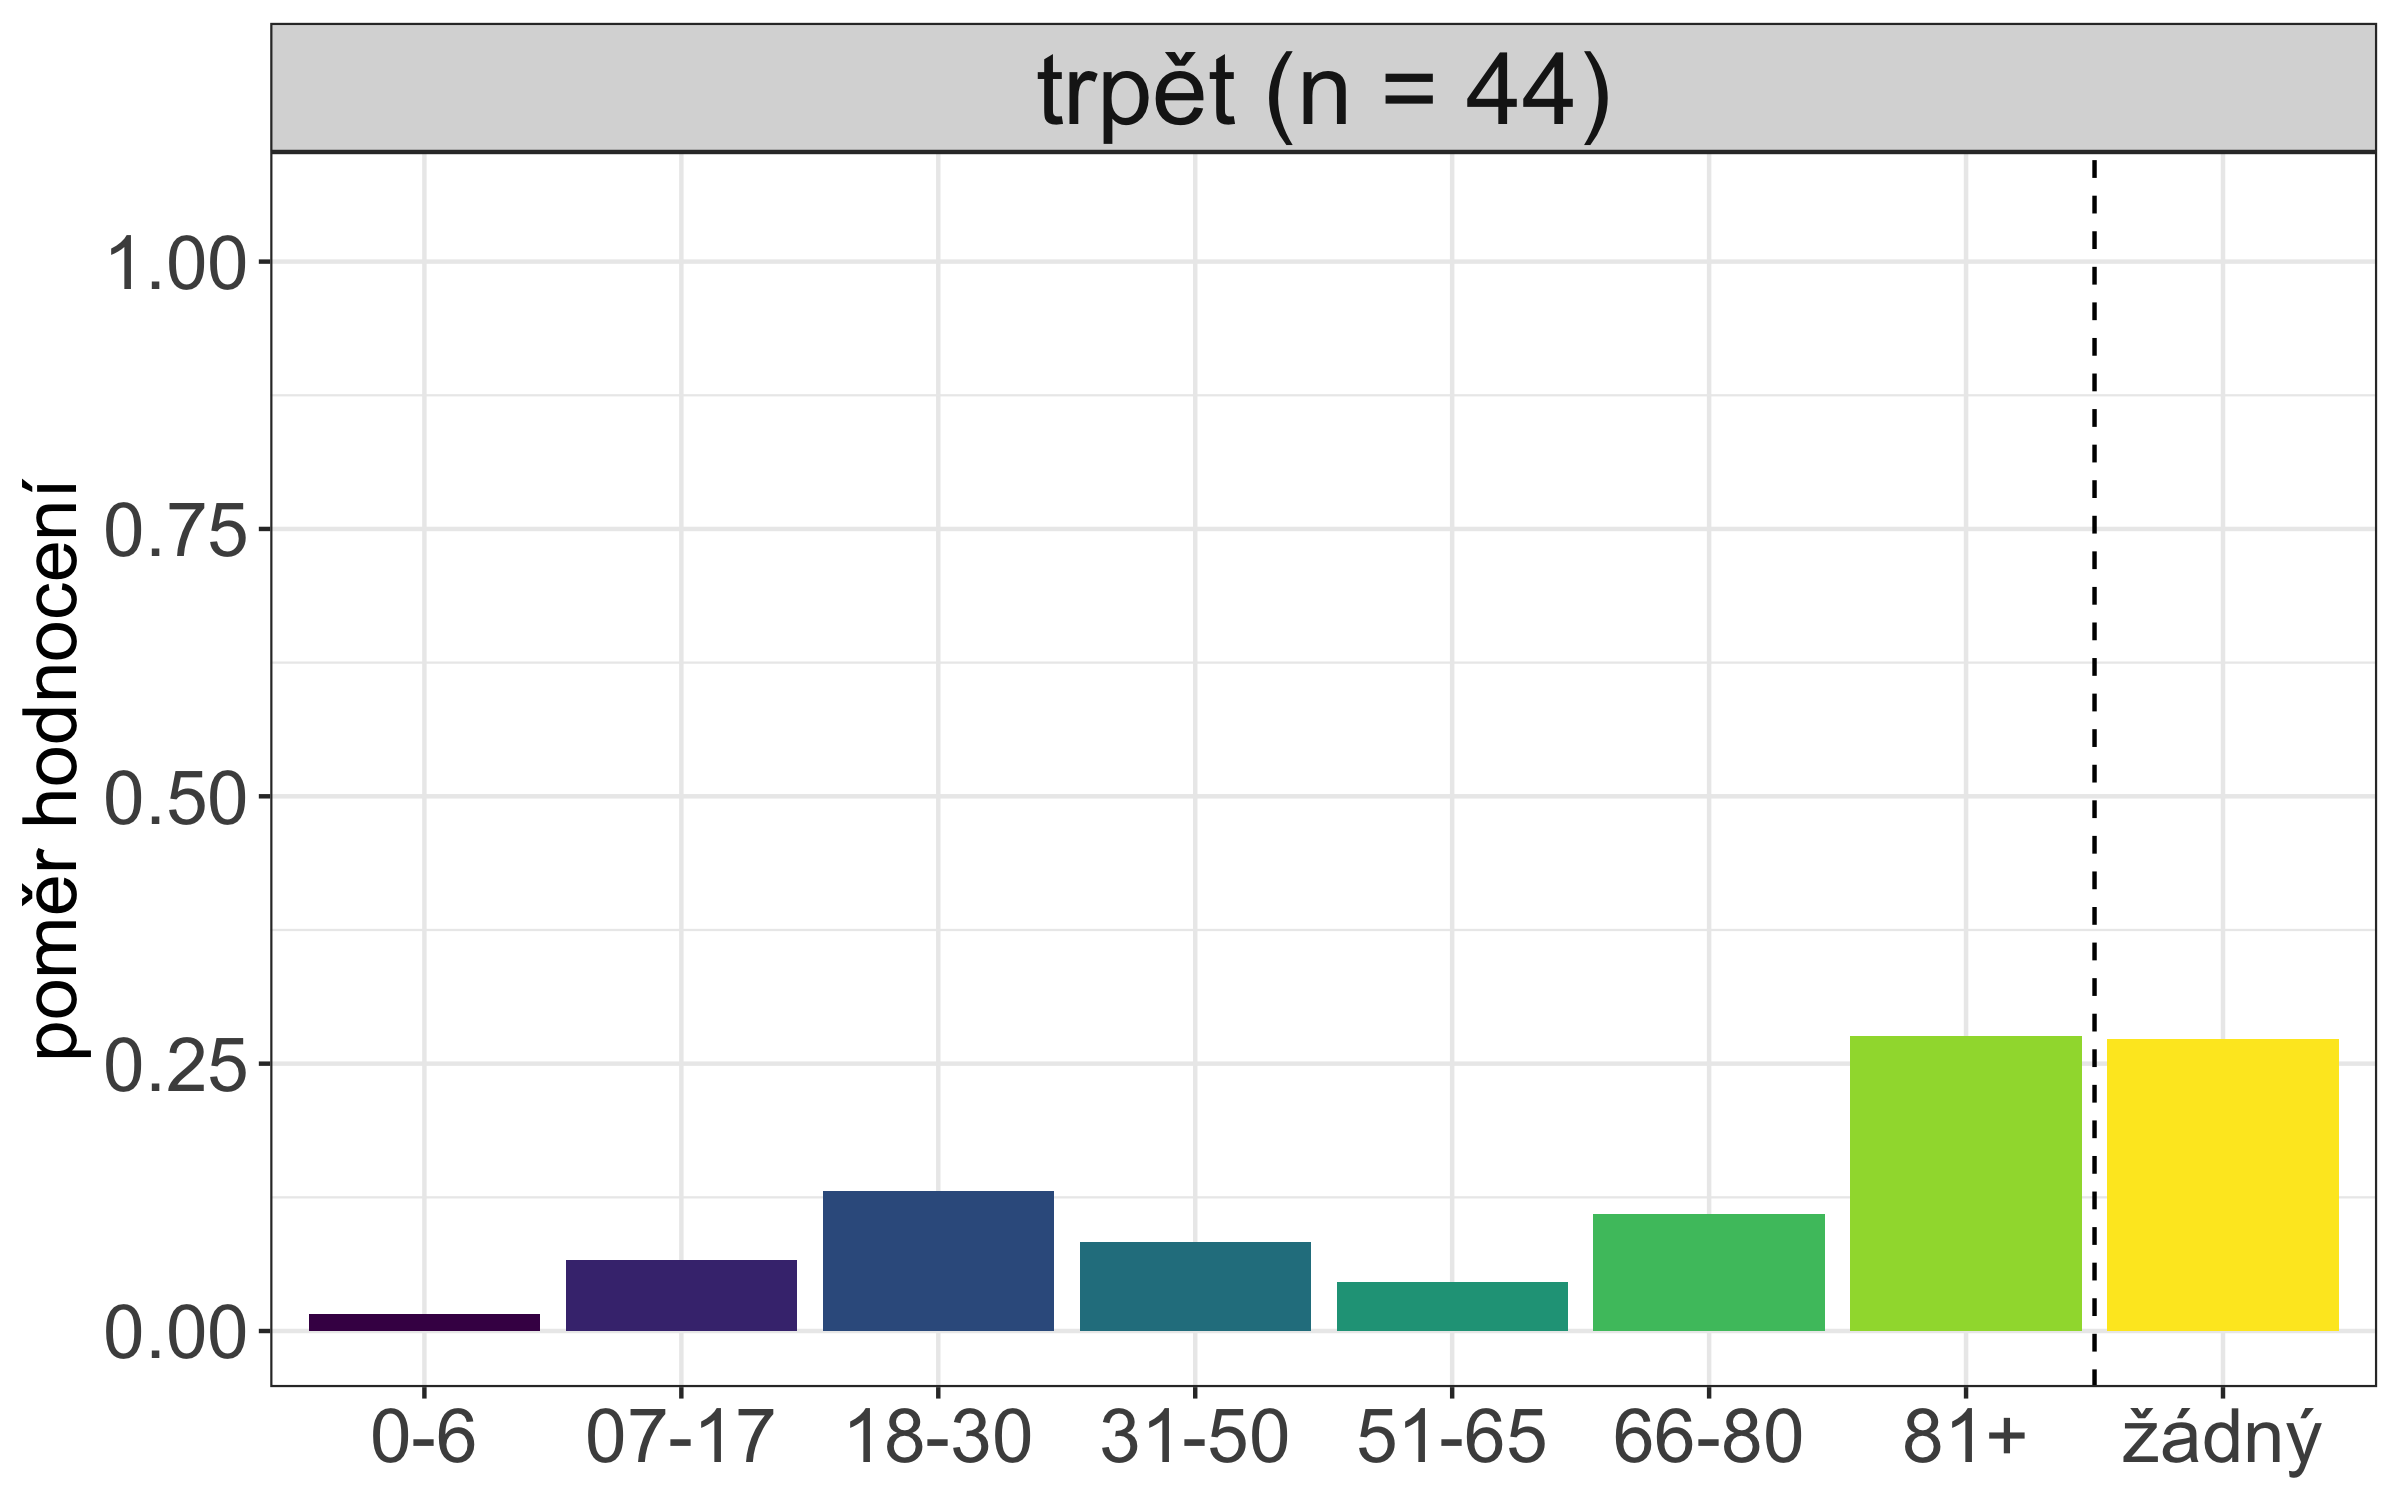 trpět (n = 44)
poměr hodnocení
1.00
0.75
0.50
0.25
0.00
0-6 07-17 18-30 31-50 51-65 66-80 81+ žádný